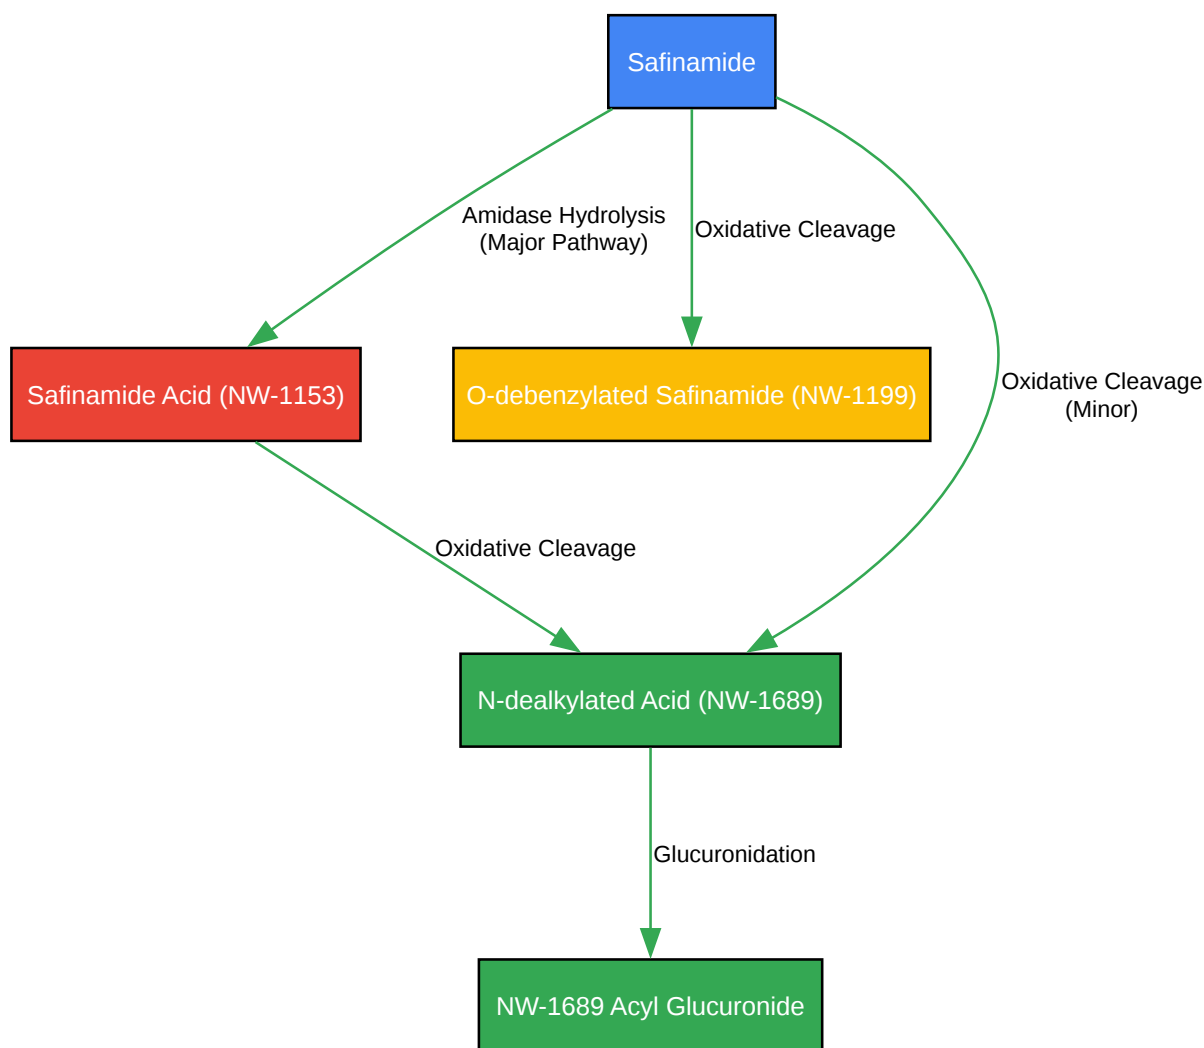 Safinamide
Amidase Hydrolysis
(Major Pathway)
Oxidative Cleavage
Safinamide Acid (NW-1153)
O-debenzylated Safinamide (NW-1199)
Oxidative Cleavage
(Minor)
Oxidative Cleavage
N-dealkylated Acid (NW-1689)
Glucuronidation
NW-1689 Acyl Glucuronide